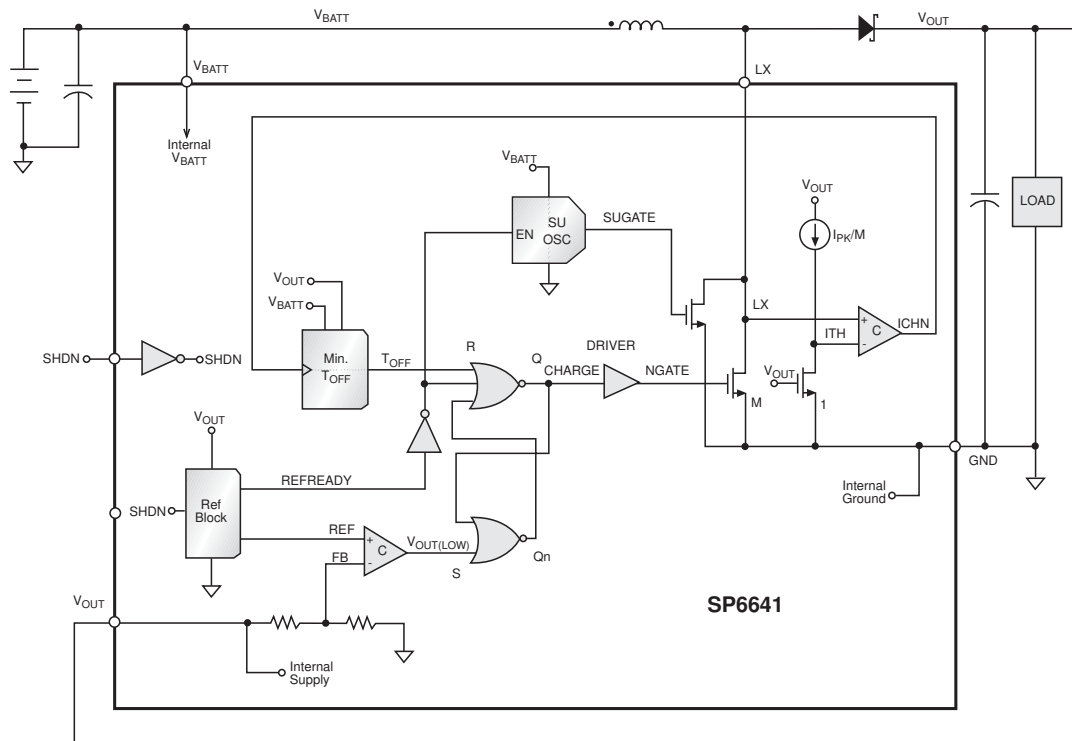 VBATT
VOUT
VBATT
LX
Internal
VBATT
VBATT
VOUT
LOAD
SU
OSC
EN
SUGATE
IPK/M
VOUT
VBATT
LX
ICHN
+
C
-
ITH
SHDN
SHDN
Min.
TOFF
TOFF
R
Q
DRIVER
CHARGE
NGATE
VOUT
M
1
VOUT
GND
REFREADY
Internal
Ground
SHDN
Ref
Block
REF
+
C
-
FB
VOUT(LOW)
S
Qn
VOUT
SP6641
Internal
Supply